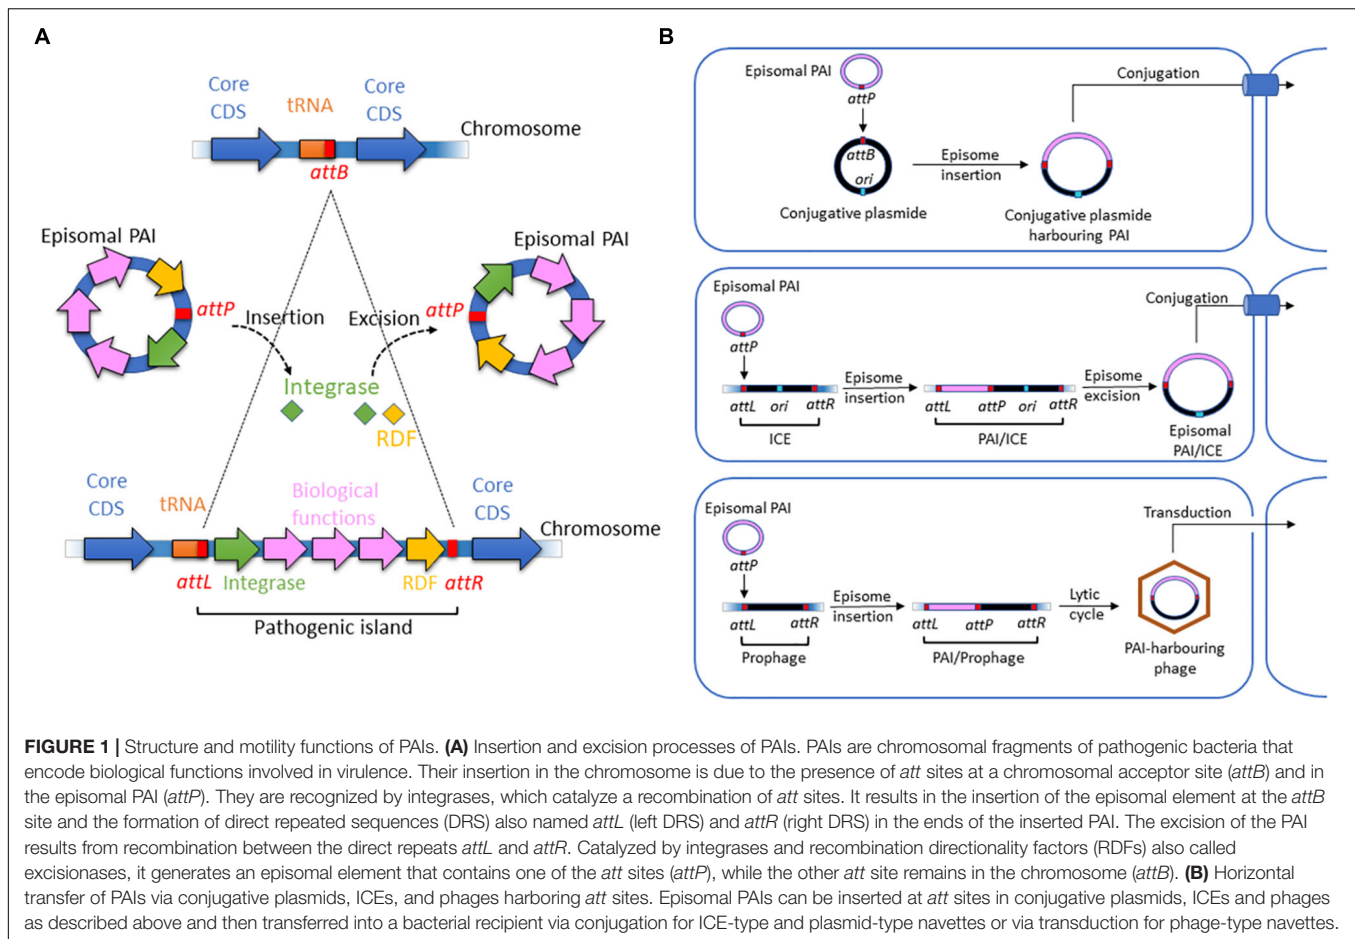 A
Core
CDS
tRNA
Core
CDS
Chromosome
attB
Episomal PAI
attP
Insertion
Excision
Episomal PAI
attP
Integrase
RDF
Core
CDS
tRNA
Biological
functions
Core
CDS
Chromosome
attL
Integrase
RDF
attR
Pathogenic island
B
Episomal PAI
attP
attB
ori
Conjugative plasmide
Episome
insertion
Conjugative plasmide
harbouring PAI
Conjugation
Episomal PAI
attP
attL
ori
attR
ICE
Episome
insertion
attL
attP
ori
attR
PAI/ICE
Episome
excision
Conjugation
Episomal
PAI/ICE
Episomal PAI
attP
attL
attR
Prophage
Episome
insertion
attL
attP
attR
PAI/Prophage
Lytic
cycle
Transduction
PAI-harbouring
phage
FIGURE 1 | Structure and motility functions of PAIs. (A) Insertion and excision processes of PAIs. PAIs are chromosomal fragments of pathogenic bacteria that
encode biological functions involved in virulence. Their insertion in the chromosome is due to the presence of att sites at a chromosomal acceptor site (attB) and in
the episomal PAI (attP). They are recognized by integrases, which catalyze a recombination of att sites. It results in the insertion of the episomal element at the attB
site and the formation of direct repeated sequences (DRS) also named attL (left DRS) and attR (right DRS) in the ends of the inserted PAI. The excision of the PAI
results from recombination between the direct repeats attL and attR. Catalyzed by integrases and recombination directionality factors (RDFs) also called
excisionases, it generates an episomal element that contains one of the att sites (attP), while the other att site remains in the chromosome (attB). (B) Horizontal
transfer of PAIs via conjugative plasmids, ICEs, and phages harboring att sites. Episomal PAIs can be inserted at att sites in conjugative plasmids, ICEs and phages
as described above and then transferred into a bacterial recipient via conjugation for ICE-type and plasmid-type navettes or via transduction for phage-type navettes.